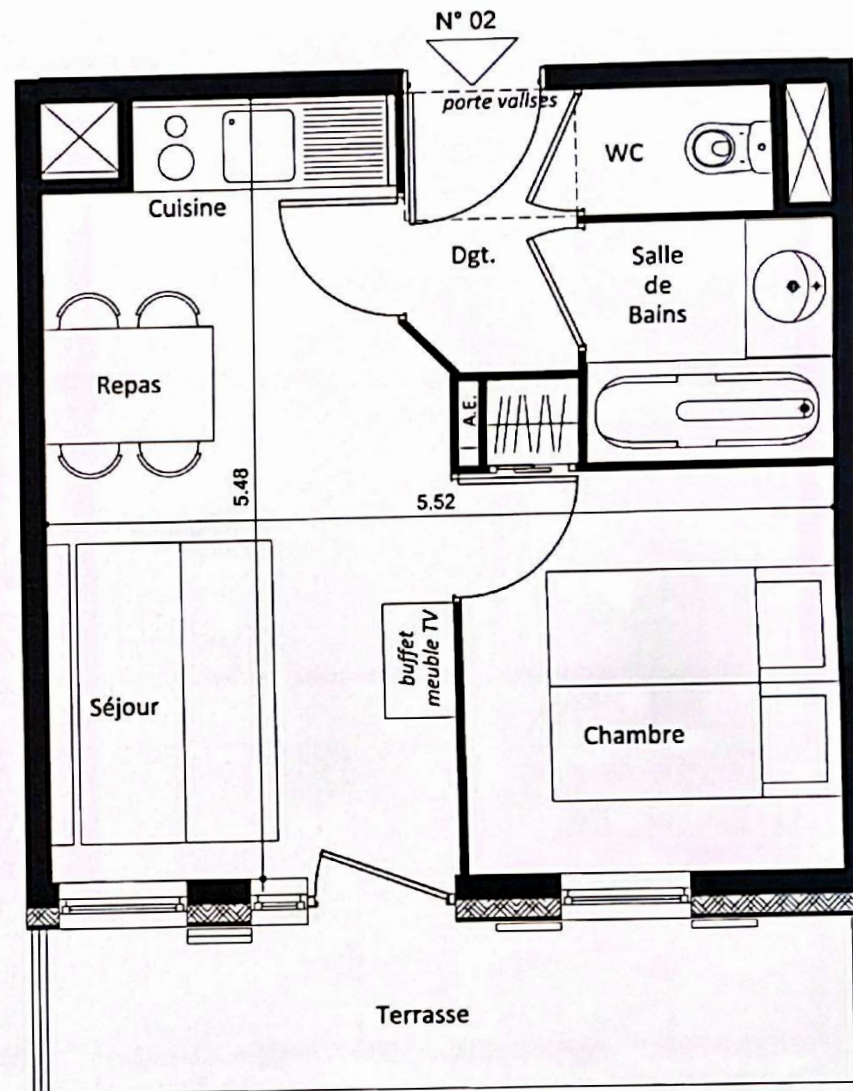 N° 02
porte valises
WC
Cuisine
Dgt.
Salle
de
Bains
Repas
A.E.
5.48
5.52
buffet
meuble TV
Séjour
Chambre
Terrasse